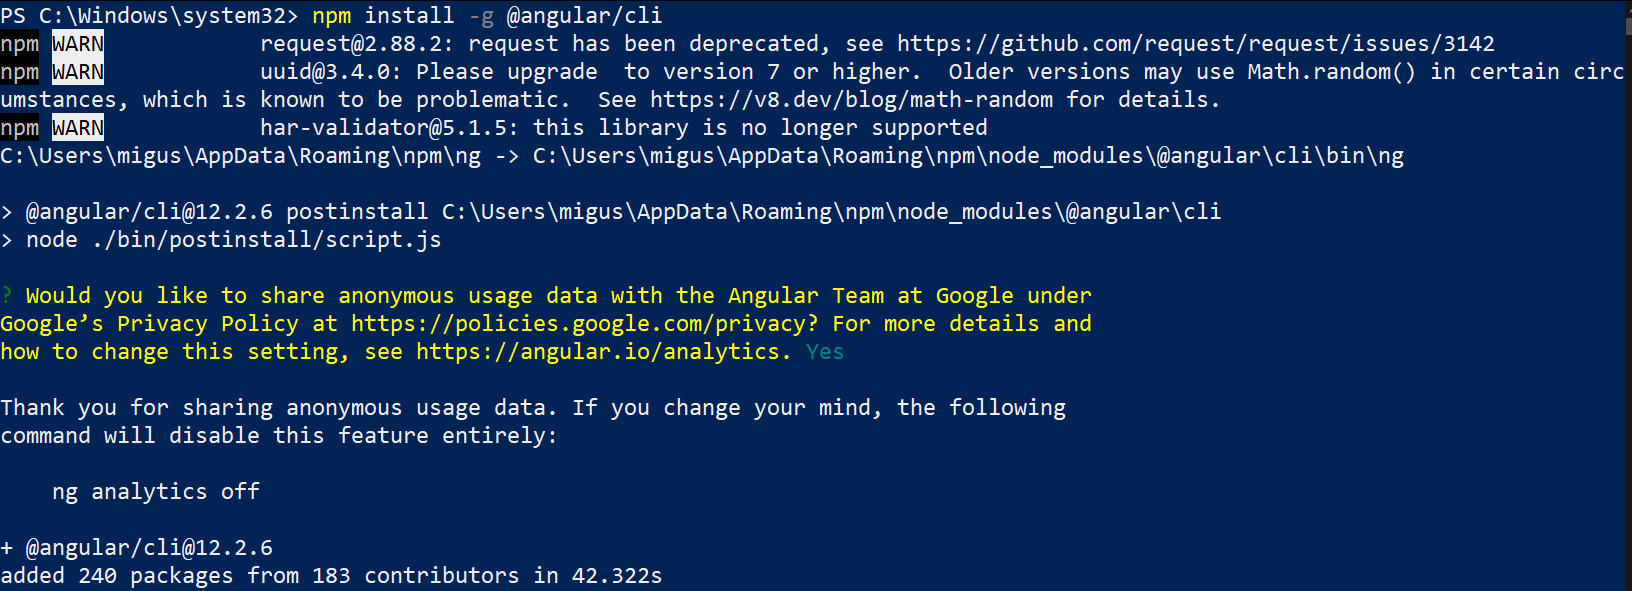 PS C:\Windows\system32> npm install -g @angular/cli
npm WARN            request@2.88.2: request has been deprecated, see https://github.com/request/request/issues/3142
npm WARN            uuid@3.4.0: Please upgrade  to version 7 or higher.  Older versions may use Math.random() in certain circ
umstances, which is known to be problematic.  See https://v8.dev/blog/math-random for details.
npm WARN            har-validator@5.1.5: this library is no longer supported
C:\Users\migus\AppData\Roaming\npm\ng -> C:\Users\migus\AppData\Roaming\npm\node_modules\@angular\cli\bin\ng

> @angular/cli@12.2.6 postinstall C:\Users\migus\AppData\Roaming\npm\node_modules\@angular\cli
> node ./bin/postinstall/script.js

? Would you like to share anonymous usage data with the Angular Team at Google under
Google’s Privacy Policy at https://policies.google.com/privacy? For more details and
how to change this setting, see https://angular.io/analytics. Yes

Thank you for sharing anonymous usage data. If you change your mind, the following
command will disable this feature entirely:

    ng analytics off

+ @angular/cli@12.2.6
added 240 packages from 183 contributors in 42.322s